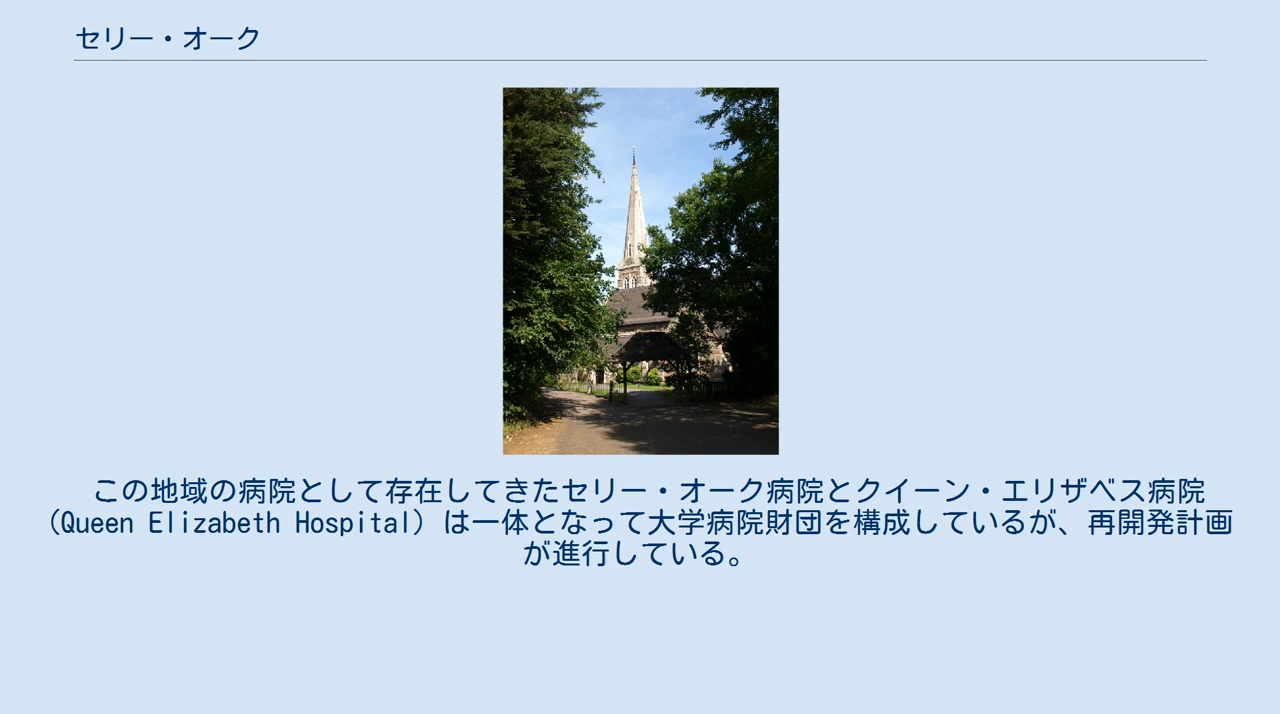 セリー・オーク
この地域の病院として存在してきたセリー・オーク病院とクイーン・エリザベス病院
（Queen Elizabeth Hospital）は一体となって大学病院財団を構成しているが、再開発計画
が進行している。